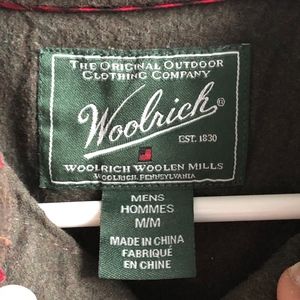 THE ORIGINAL OUTDOOR
CLOTHING COMPANY
Woolrich®
EST. 1830
WOOLRICH WOOLEN MILLS
WOOLRICH, PENNSYLVANIA
MENS
HOMMES
M/M
MADE IN CHINA
FABRIQUÉ
EN CHINE